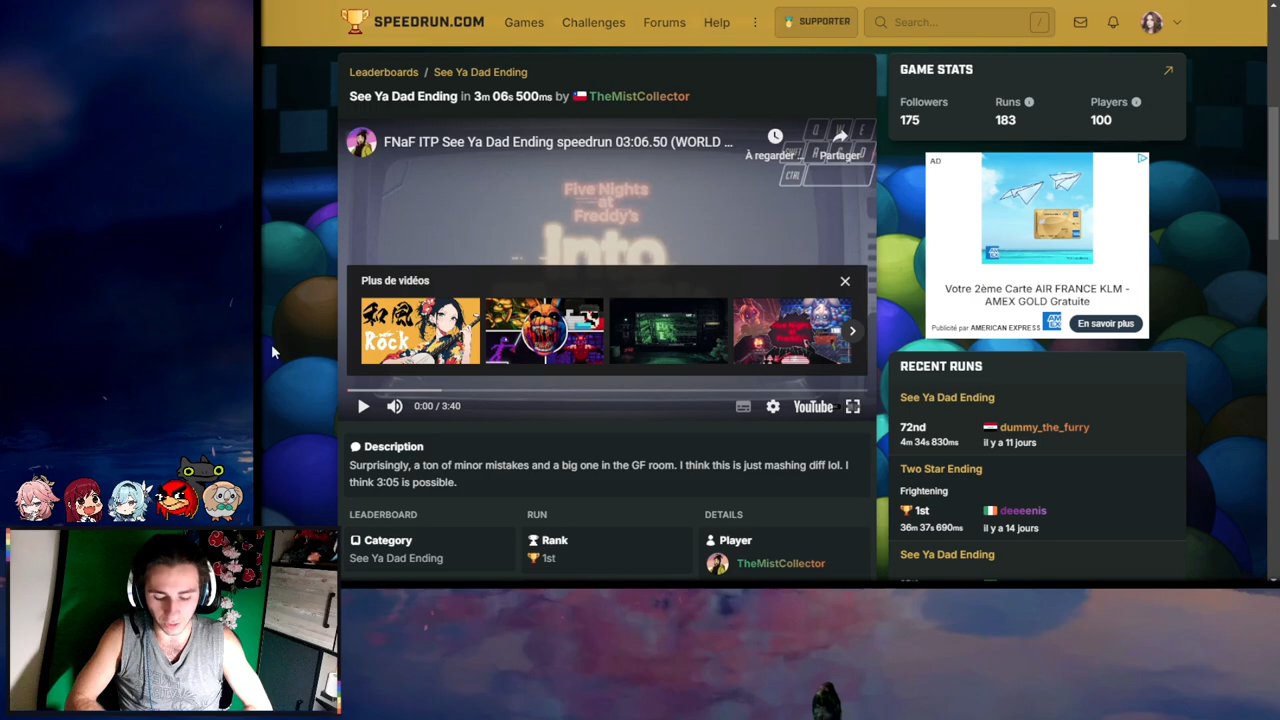 SPEEDRUN.COM
Games
Challenges
Forums
Help
SUPPORTER
Search...
/
Leaderboards / See Ya Dad Ending
See Ya Dad Ending in 3m 06s 500ms by TheMistCollector
FNaF ITP See Ya Dad Ending speedrun 03:06.50 (WORLD ...
À regarder ...
Partager
Q W E
CTRL
Five Nights
at
Freddy's
Into
Plus de vidéos
和風
Rock
0:00 / 3:40
YouTube
Description
Surprisingly, a ton of minor mistakes and a big one in the GF room. I think this is just mashing diff lol. I
think 3:05 is possible.
LEADERBOARD
RUN
DETAILS
Category
Rank
Player
See Ya Dad Ending
1st
TheMistCollector
GAME STATS
Followers
Runs
Players
175
183
100
AD
Votre 2ème Carte AIR FRANCE KLM -
AMEX GOLD Gratuite
Publicité par AMERICAN EXPRESS
En savoir plus
RECENT RUNS
See Ya Dad Ending
72nd
dummy_the_furry
4m 34s 830ms
il y a 11 jours
Two Star Ending
Frightening
1st
deeeenis
36m 37s 690ms
il y a 14 jours
See Ya Dad Ending